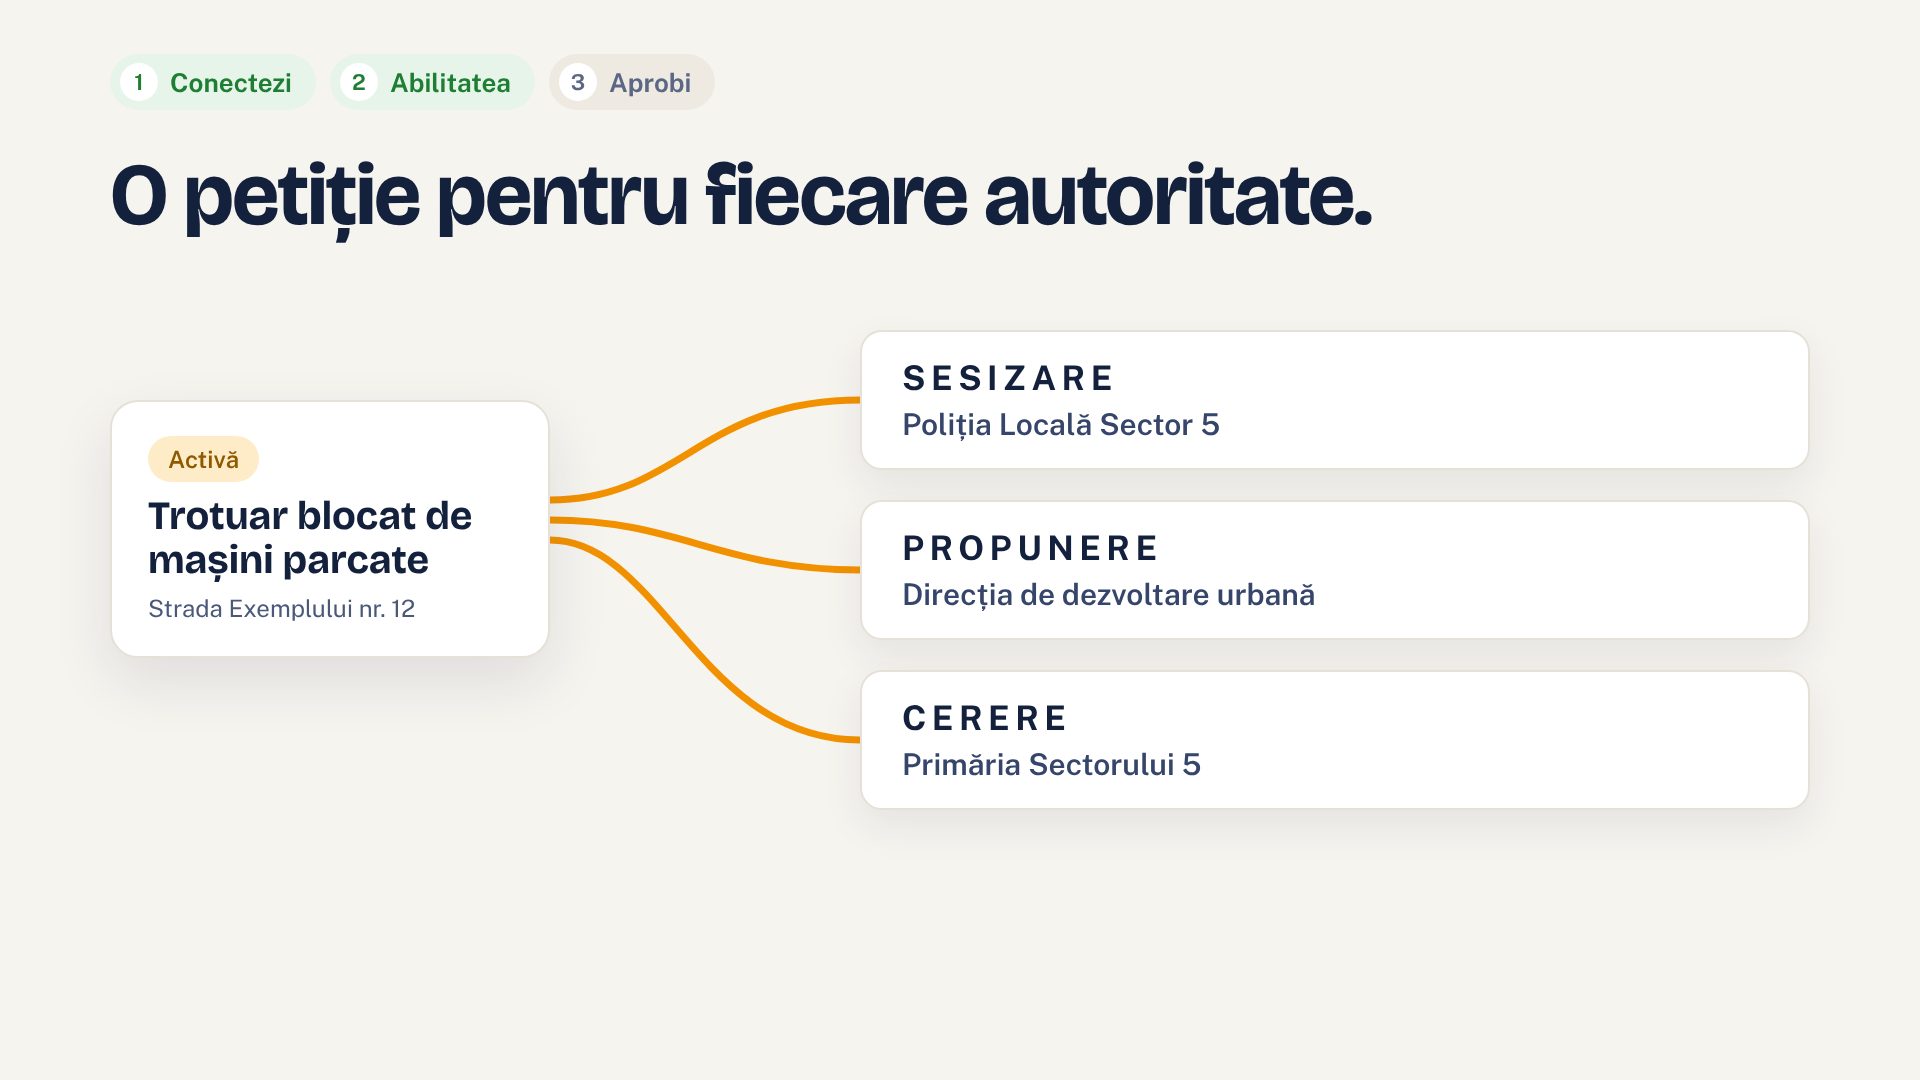 1 Conectezi
2 Abilitatea
3 Aprobi
O petiție pentru fiecare autoritate.
Activă
Trotuar blocat de
mașini parcate
Strada Exemplului nr. 12
SESIZARE
Poliția Locală Sector 5
PROPUNERE
Direcția de dezvoltare urbană
CERERE
Primăria Sectorului 5